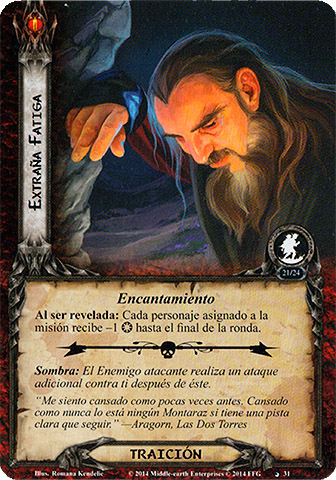 EXTRAÑA FATIGA
21/24
Encantamiento
Al ser revelada: Cada personaje asignado a la
misión recibe –1 hasta el final de la ronda.
Sombra: El Enemigo atacante realiza un ataque
adicional contra ti después de éste.
“Me siento cansado como pocas veces antes. Cansado
como nunca lo está ningún Montaraz si tiene una pista
clara que seguir.” —Aragorn, Las Dos Torres
TRAICIÓN
Illus. Romana Kendelic © 2014 Middle-earth Enterprises © 2014 FFG 31